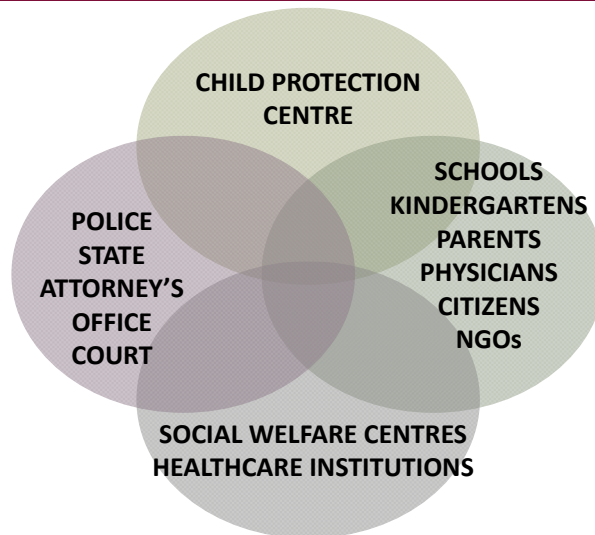 CHILD PROTECTION
CENTRE
POLICE
STATE
ATTORNEY’S
OFFICE
COURT
SCHOOLS
KINDERGARTENS
PARENTS
PHYSICIANS
CITIZENS
NGOs
SOCIAL WELFARE CENTRES
HEALTHCARE INSTITUTIONS